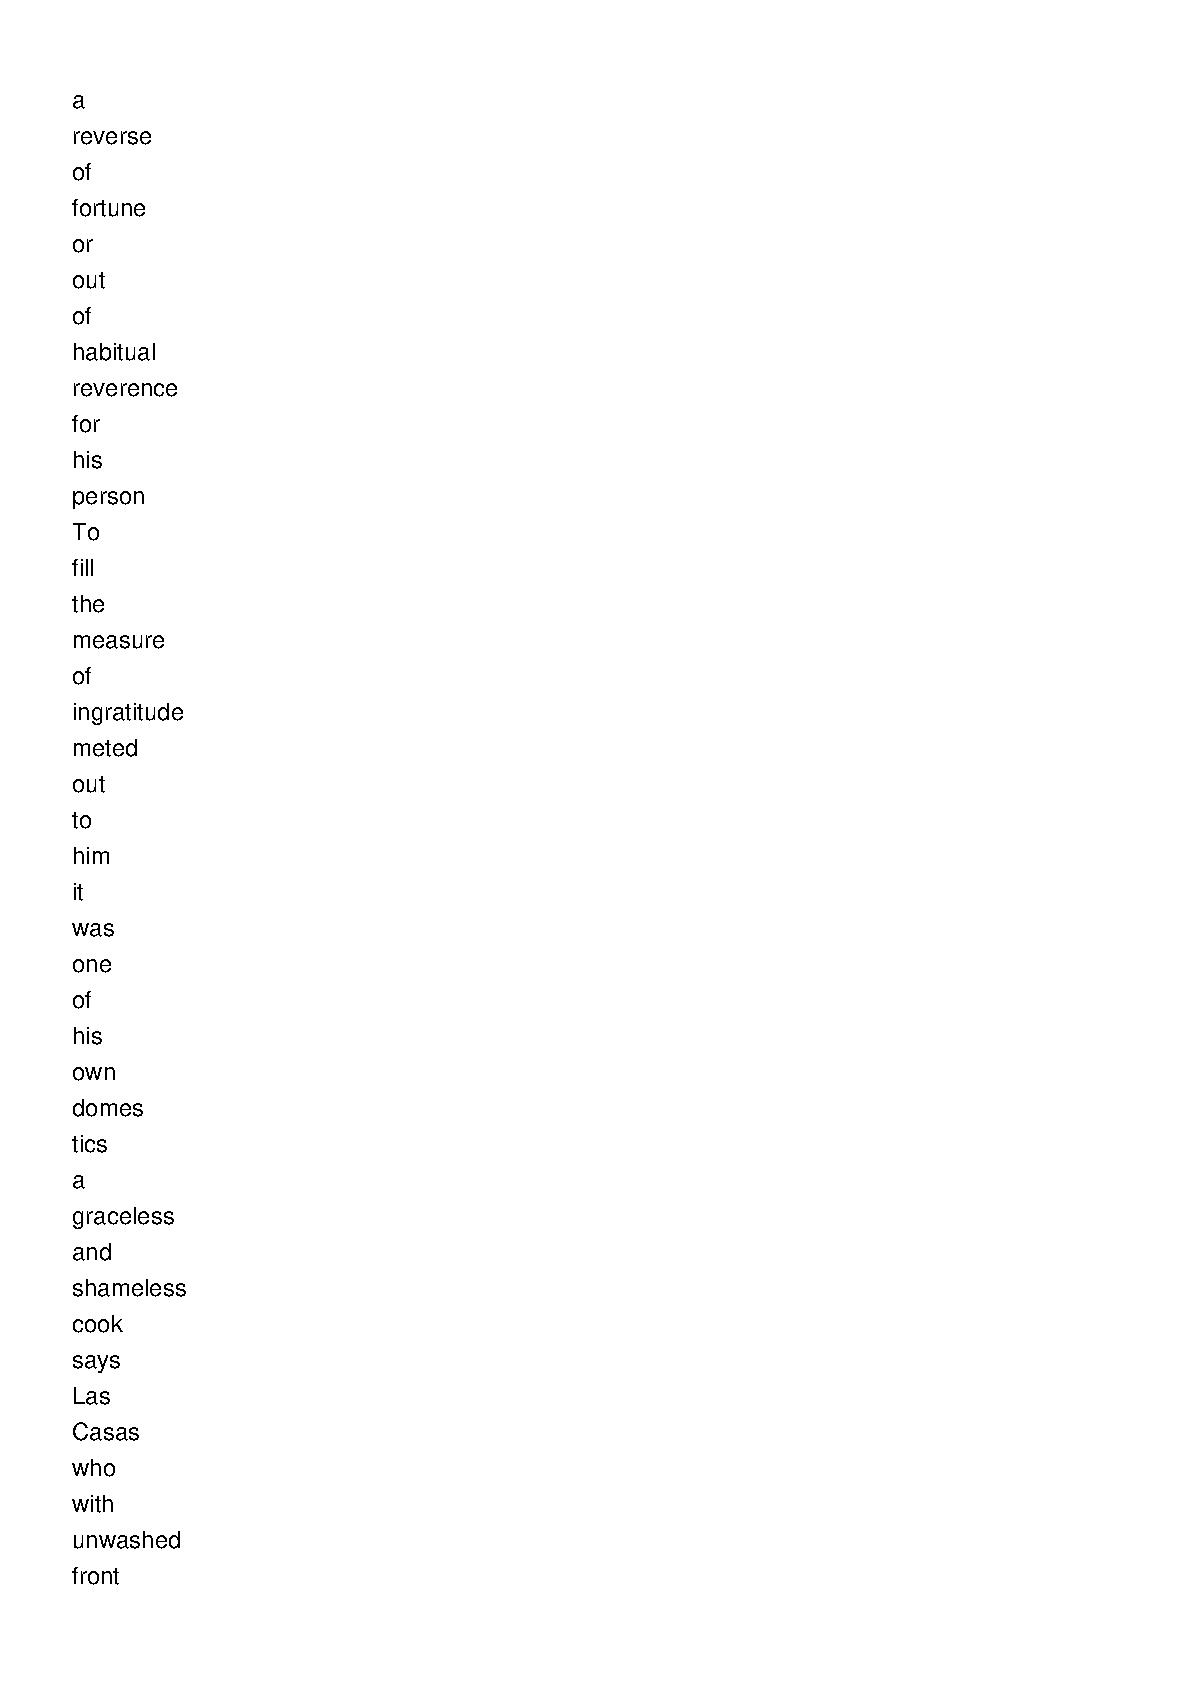 a
reverse
of
fortune
or
out
of
habitual
reverence
for
his
person
To
fill
the
measure
of
ingratitude
meted
out
to
him
it
was
one
of
his
own
domes
tics
a
graceless
and
shameless
cook
says
Las
Casas
who
with
unwashed
front